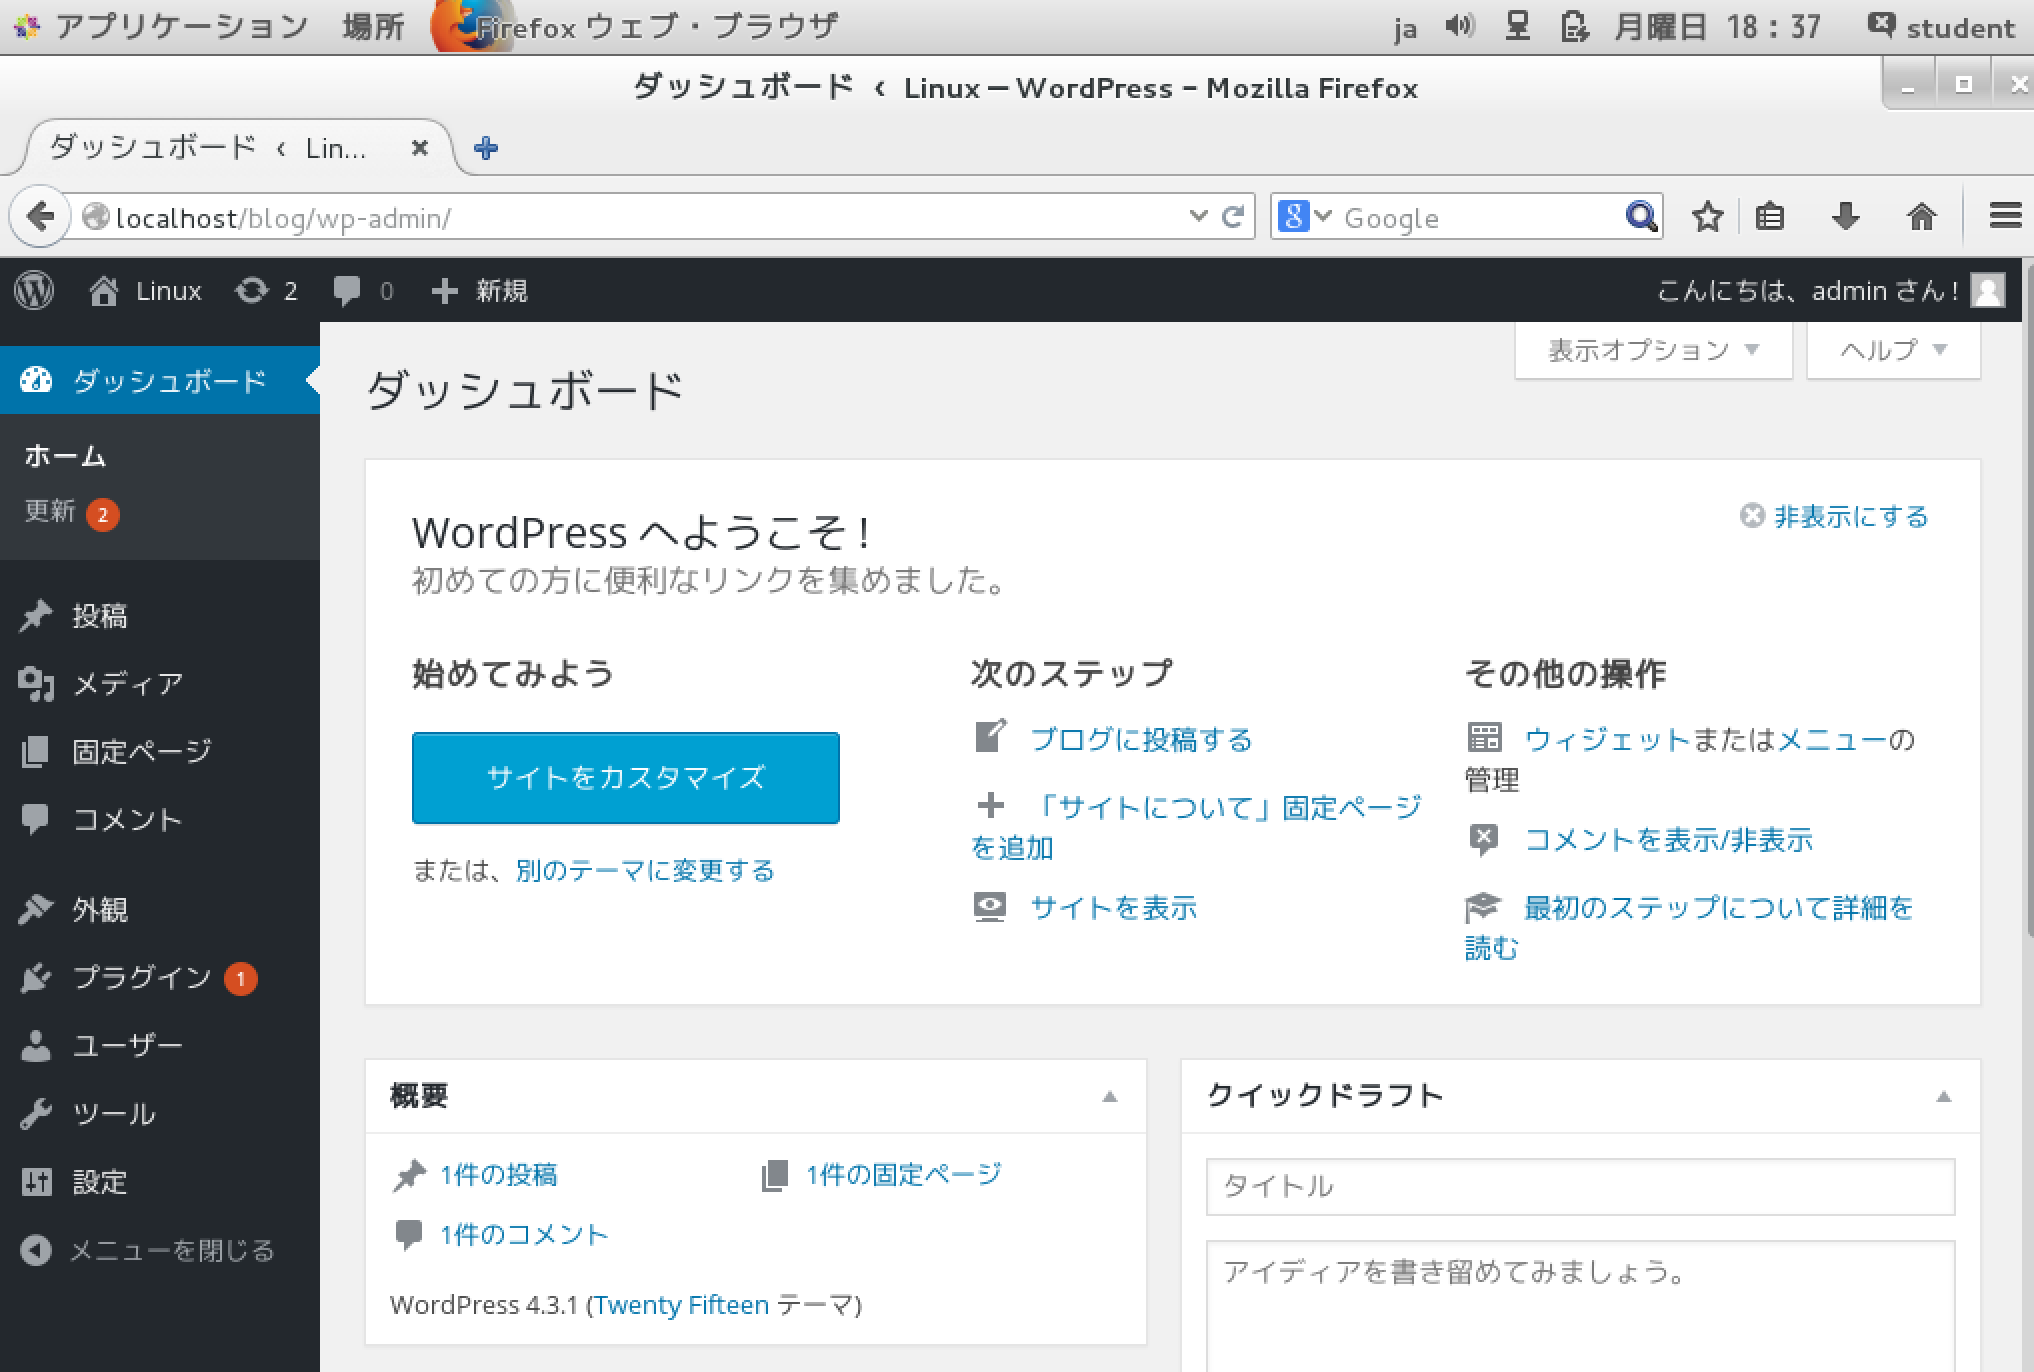 アプリケーション 場所 Firefox ウェブ・ブラウザ ja 月曜日 18:37 student
ダッシュボード ‹ Linux — WordPress - Mozilla Firefox
ダッシュボード ‹ Lin...
localhost/blog/wp-admin/ Google
Linux 2 0 新規 こんにちは、admin さん!
表示オプション ヘルプ
ダッシュボード
ホーム
更新 2
投稿
メディア
固定ページ
コメント
外観
プラグイン 1
ユーザー
ツール
設定
メニューを閉じる
ダッシュボード
WordPress へようこそ!
非表示にする
初めての方に便利なリンクを集めました。
始めてみよう
サイトをカスタマイズ
または、別のテーマに変更する
次のステップ
ブログに投稿する
「サイトについて」固定ページ
を追加
サイトを表示
その他の操作
ウィジェットまたはメニューの
管理
コメントを表示/非表示
最初のステップについて詳細を
読む
概要
1件の投稿 1件の固定ページ
1件のコメント
WordPress 4.3.1 (Twenty Fifteen テーマ)
クイックドラフト
タイトル
アイディアを書き留めてみましょう。